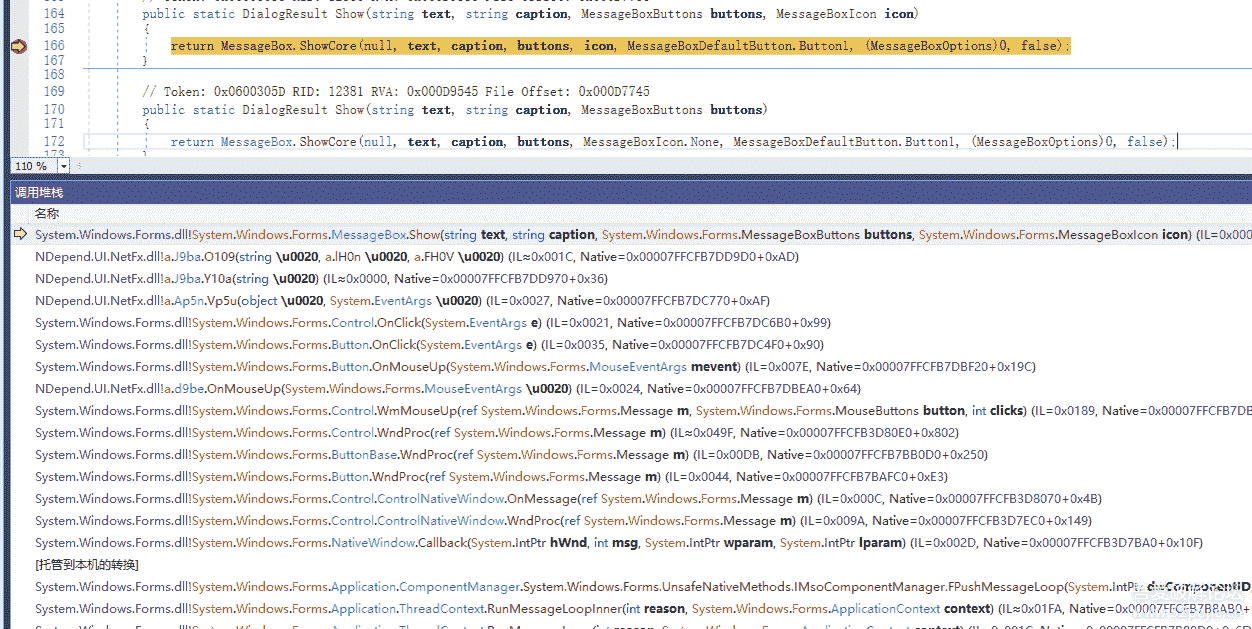 164 public static DialogResult Show(string text, string caption, MessageBoxButtons buttons, MessageBoxIcon icon)
165 {
166 return MessageBox.ShowCore(null, text, caption, buttons, icon, MessageBoxDefaultButton.Button1, (MessageBoxOptions)0, false);
167 }
168
169 // Token: 0x0600305D RID: 12381 RVA: 0x000D9545 File Offset: 0x000D7745
170 public static DialogResult Show(string text, string caption, MessageBoxButtons buttons)
171 {
172 return MessageBox.ShowCore(null, text, caption, buttons, MessageBoxIcon.None, MessageBoxDefaultButton.Button1, (MessageBoxOptions)0, false);
173 }
110 %
调用堆栈
名称
System.Windows.Forms.dll!System.Windows.Forms.MessageBox.Show(string text, string caption, System.Windows.Forms.MessageBoxButtons buttons, System.Windows.Forms.MessageBoxIcon icon) (IL=0x000
NDepend.UI.NetFx.dll!a.J9ba.O109(string \u0020, a.lH0n \u0020, a.FH0V \u0020) (IL≈0x001C, Native=0x00007FFCFB7DD9D0+0xAD)
NDepend.UI.NetFx.dll!a.J9ba.Y10a(string \u0020) (IL≈0x0000, Native=0x00007FFCFB7DD970+0x36)
NDepend.UI.NetFx.dll!a.Ap5n.Vp5u(object \u0020, System.EventArgs \u0020) (IL=0x0027, Native=0x00007FFCFB7DC770+0xAF)
System.Windows.Forms.dll!System.Windows.Forms.Control.OnClick(System.EventArgs e) (IL=0x0021, Native=0x00007FFCFB7DC6B0+0x99)
System.Windows.Forms.dll!System.Windows.Forms.Button.OnClick(System.EventArgs e) (IL=0x0035, Native=0x00007FFCFB7DC4F0+0x90)
System.Windows.Forms.dll!System.Windows.Forms.Button.OnMouseUp(System.Windows.Forms.MouseEventArgs mevent) (IL=0x007E, Native=0x00007FFCFB7DBF20+0x19C)
NDepend.UI.NetFx.dll!a.d9be.OnMouseUp(System.Windows.Forms.MouseEventArgs \u0020) (IL=0x0024, Native=0x00007FFCFB7DBEA0+0x64)
System.Windows.Forms.dll!System.Windows.Forms.Control.WmMouseUp(ref System.Windows.Forms.Message m, System.Windows.Forms.MouseButtons button, int clicks) (IL=0x0189, Native=0x00007FFCFB7DB
System.Windows.Forms.dll!System.Windows.Forms.Control.WndProc(ref System.Windows.Forms.Message m) (IL≈0x049F, Native=0x00007FFCFB3D80E0+0x802)
System.Windows.Forms.dll!System.Windows.Forms.ButtonBase.WndProc(ref System.Windows.Forms.Message m) (IL=0x00DB, Native=0x00007FFCFB7BB0D0+0x250)
System.Windows.Forms.dll!System.Windows.Forms.Button.WndProc(ref System.Windows.Forms.Message m) (IL=0x0044, Native=0x00007FFCFB7BAFC0+0xE3)
System.Windows.Forms.dll!System.Windows.Forms.Control.ControlNativeWindow.OnMessage(ref System.Windows.Forms.Message m) (IL=0x000C, Native=0x00007FFCFB3D8070+0x4B)
System.Windows.Forms.dll!System.Windows.Forms.Control.ControlNativeWindow.WndProc(ref System.Windows.Forms.Message m) (IL=0x009A, Native=0x00007FFCFB3D7EC0+0x149)
System.Windows.Forms.dll!System.Windows.Forms.NativeWindow.Callback(System.IntPtr hWnd, int msg, System.IntPtr wparam, System.IntPtr lparam) (IL=0x002D, Native=0x00007FFCFB3D7BA0+0x10F)
[托管到本机的转换]
System.Windows.Forms.dll!System.Windows.Forms.Application.ComponentManager.System.Windows.Forms.UnsafeNativeMethods.IMsoComponentManager.FPushMessageLoop(System.IntPtr dwComponentID
System.Windows.Forms.dll!System.Windows.Forms.Application.ThreadContext.RunMessageLoopInner(int reason, System.Windows.Forms.ApplicationContext context) (IL≈0x01FA, Native=0x00007FFCFB7B8AB0+